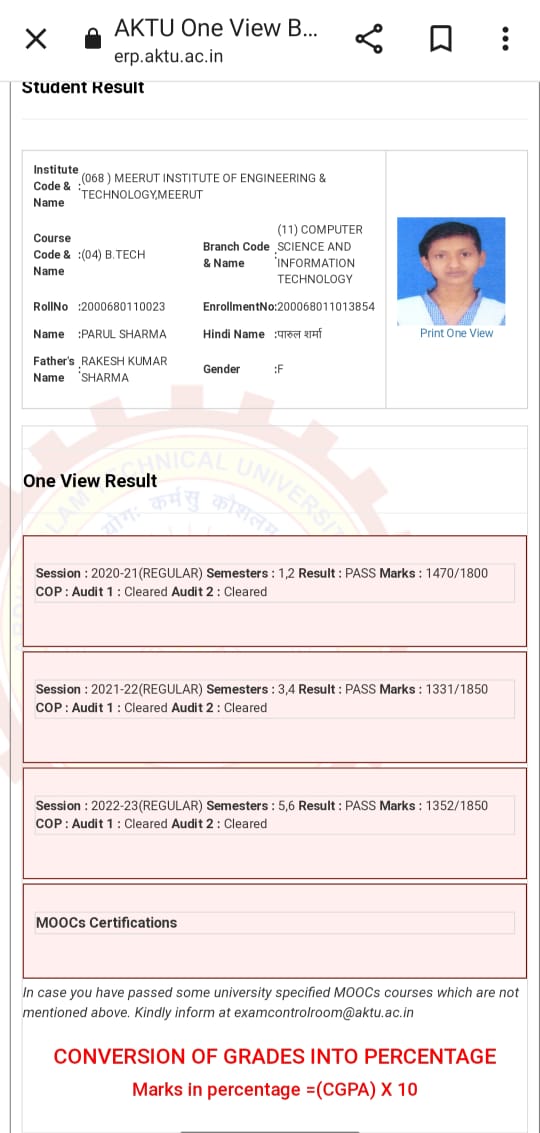 AKTU One View B...
erp.aktu.ac.in
Student Result
Institute Code & Name : (068 ) MEERUT INSTITUTE OF ENGINEERING & TECHNOLOGY,MEERUT
Course Code & Name :(04) B.TECH
Branch Code & Name : (11) COMPUTER SCIENCE AND INFORMATION TECHNOLOGY
RollNo :2000680110023
EnrollmentNo:200068011013854
Name :PARUL SHARMA
Hindi Name :पारुल शर्मा
Father's Name : RAKESH KUMAR SHARMA
Gender :F
Print One View
TECHNICAL UNIVERSITY
योग: कर्मसु कौशलम्
One View Result
Session : 2020-21(REGULAR) Semesters : 1,2 Result : PASS Marks : 1470/1800
COP : Audit 1 : Cleared Audit 2 : Cleared
Session : 2021-22(REGULAR) Semesters : 3,4 Result : PASS Marks : 1331/1850
COP : Audit 1 : Cleared Audit 2 : Cleared
Session : 2022-23(REGULAR) Semesters : 5,6 Result : PASS Marks : 1352/1850
COP : Audit 1 : Cleared Audit 2 : Cleared
MOOCs Certifications
In case you have passed some university specified MOOCs courses which are not
mentioned above. Kindly inform at examcontrolroom@aktu.ac.in
CONVERSION OF GRADES INTO PERCENTAGE
Marks in percentage =(CGPA) X 10